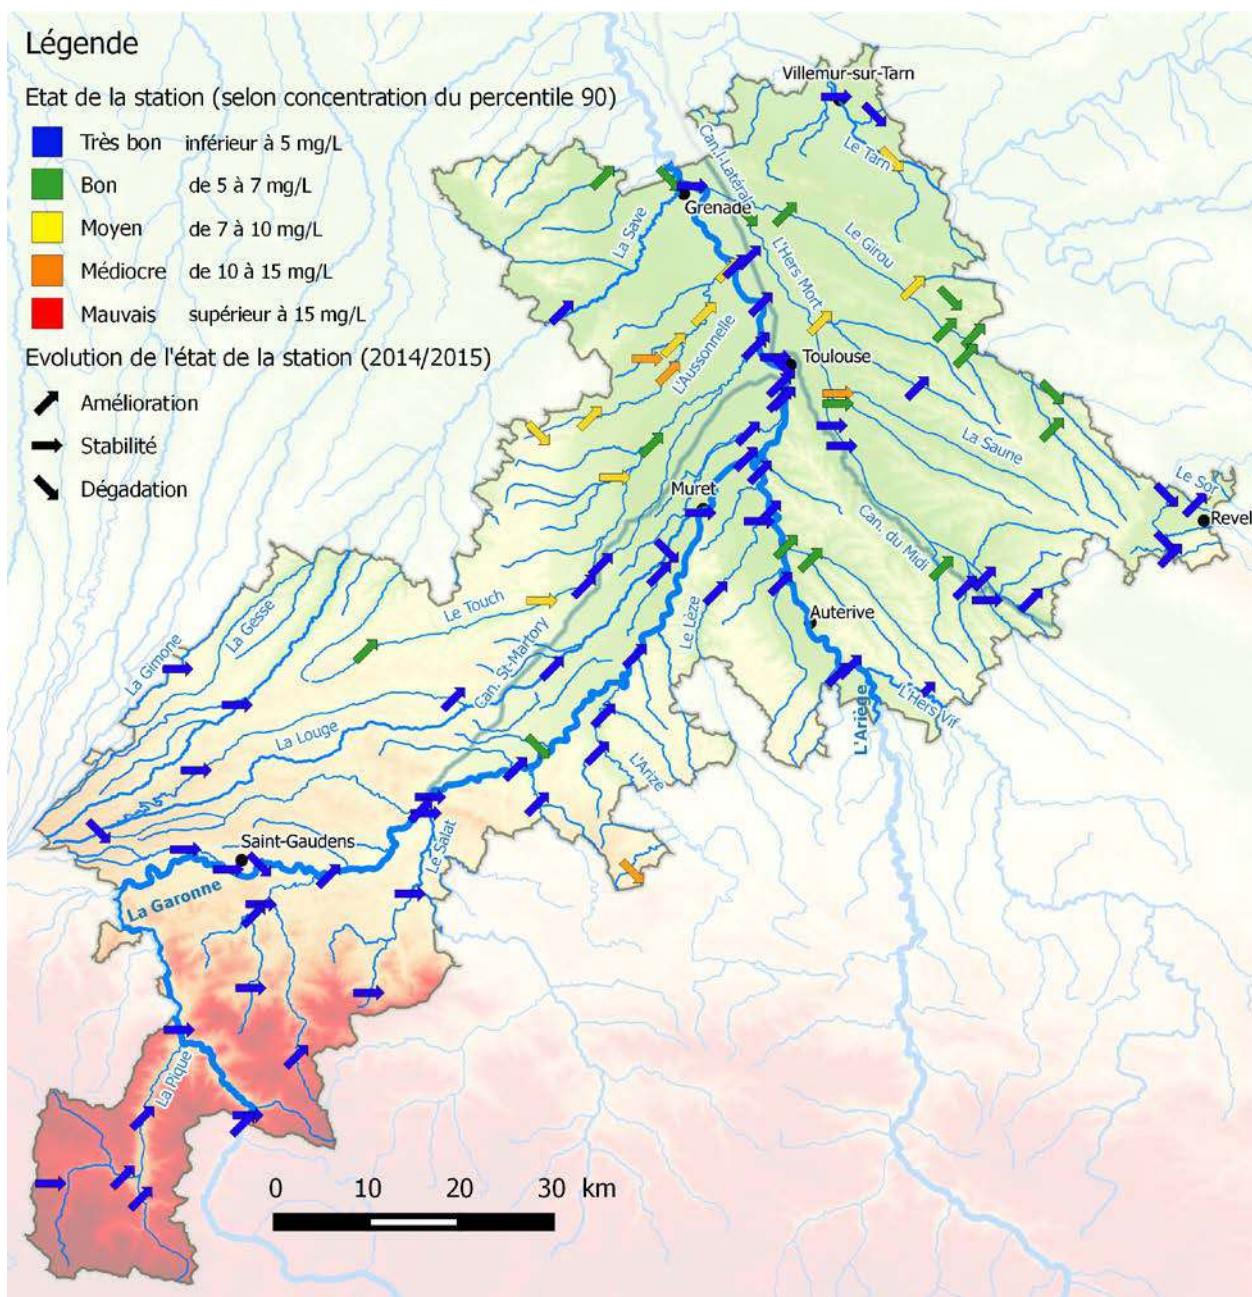 Légende
Etat de la station (selon concentration du percentile 90)
Très bon inférieur à 5 mg/L
Bon de 5 à 7 mg/L
Moyen de 7 à 10 mg/L
Médiocre de 10 à 15 mg/L
Mauvais supérieur à 15 mg/L
Evolution de l'état de la station (2014/2015)
Amélioration
Stabilité
Dégadation
Villemur-sur-Tarn
Le Tarn
Can. Latéral
Grenade
La Save
Le Girou
L'Hers Mort
L'Aussonnelle
Toulouse
La Saune
Le Sor
Revel
Muret
Can. du Midi
Le Touch
La Gesse
La Gimone
Can. St-Martory
Le Lèze
Auterive
L'Hers Vif
L'Ariège
La Louge
L'Arize
Saint-Gaudens
Le Salat
La Garonne
La Pique
0 10 20 30 km